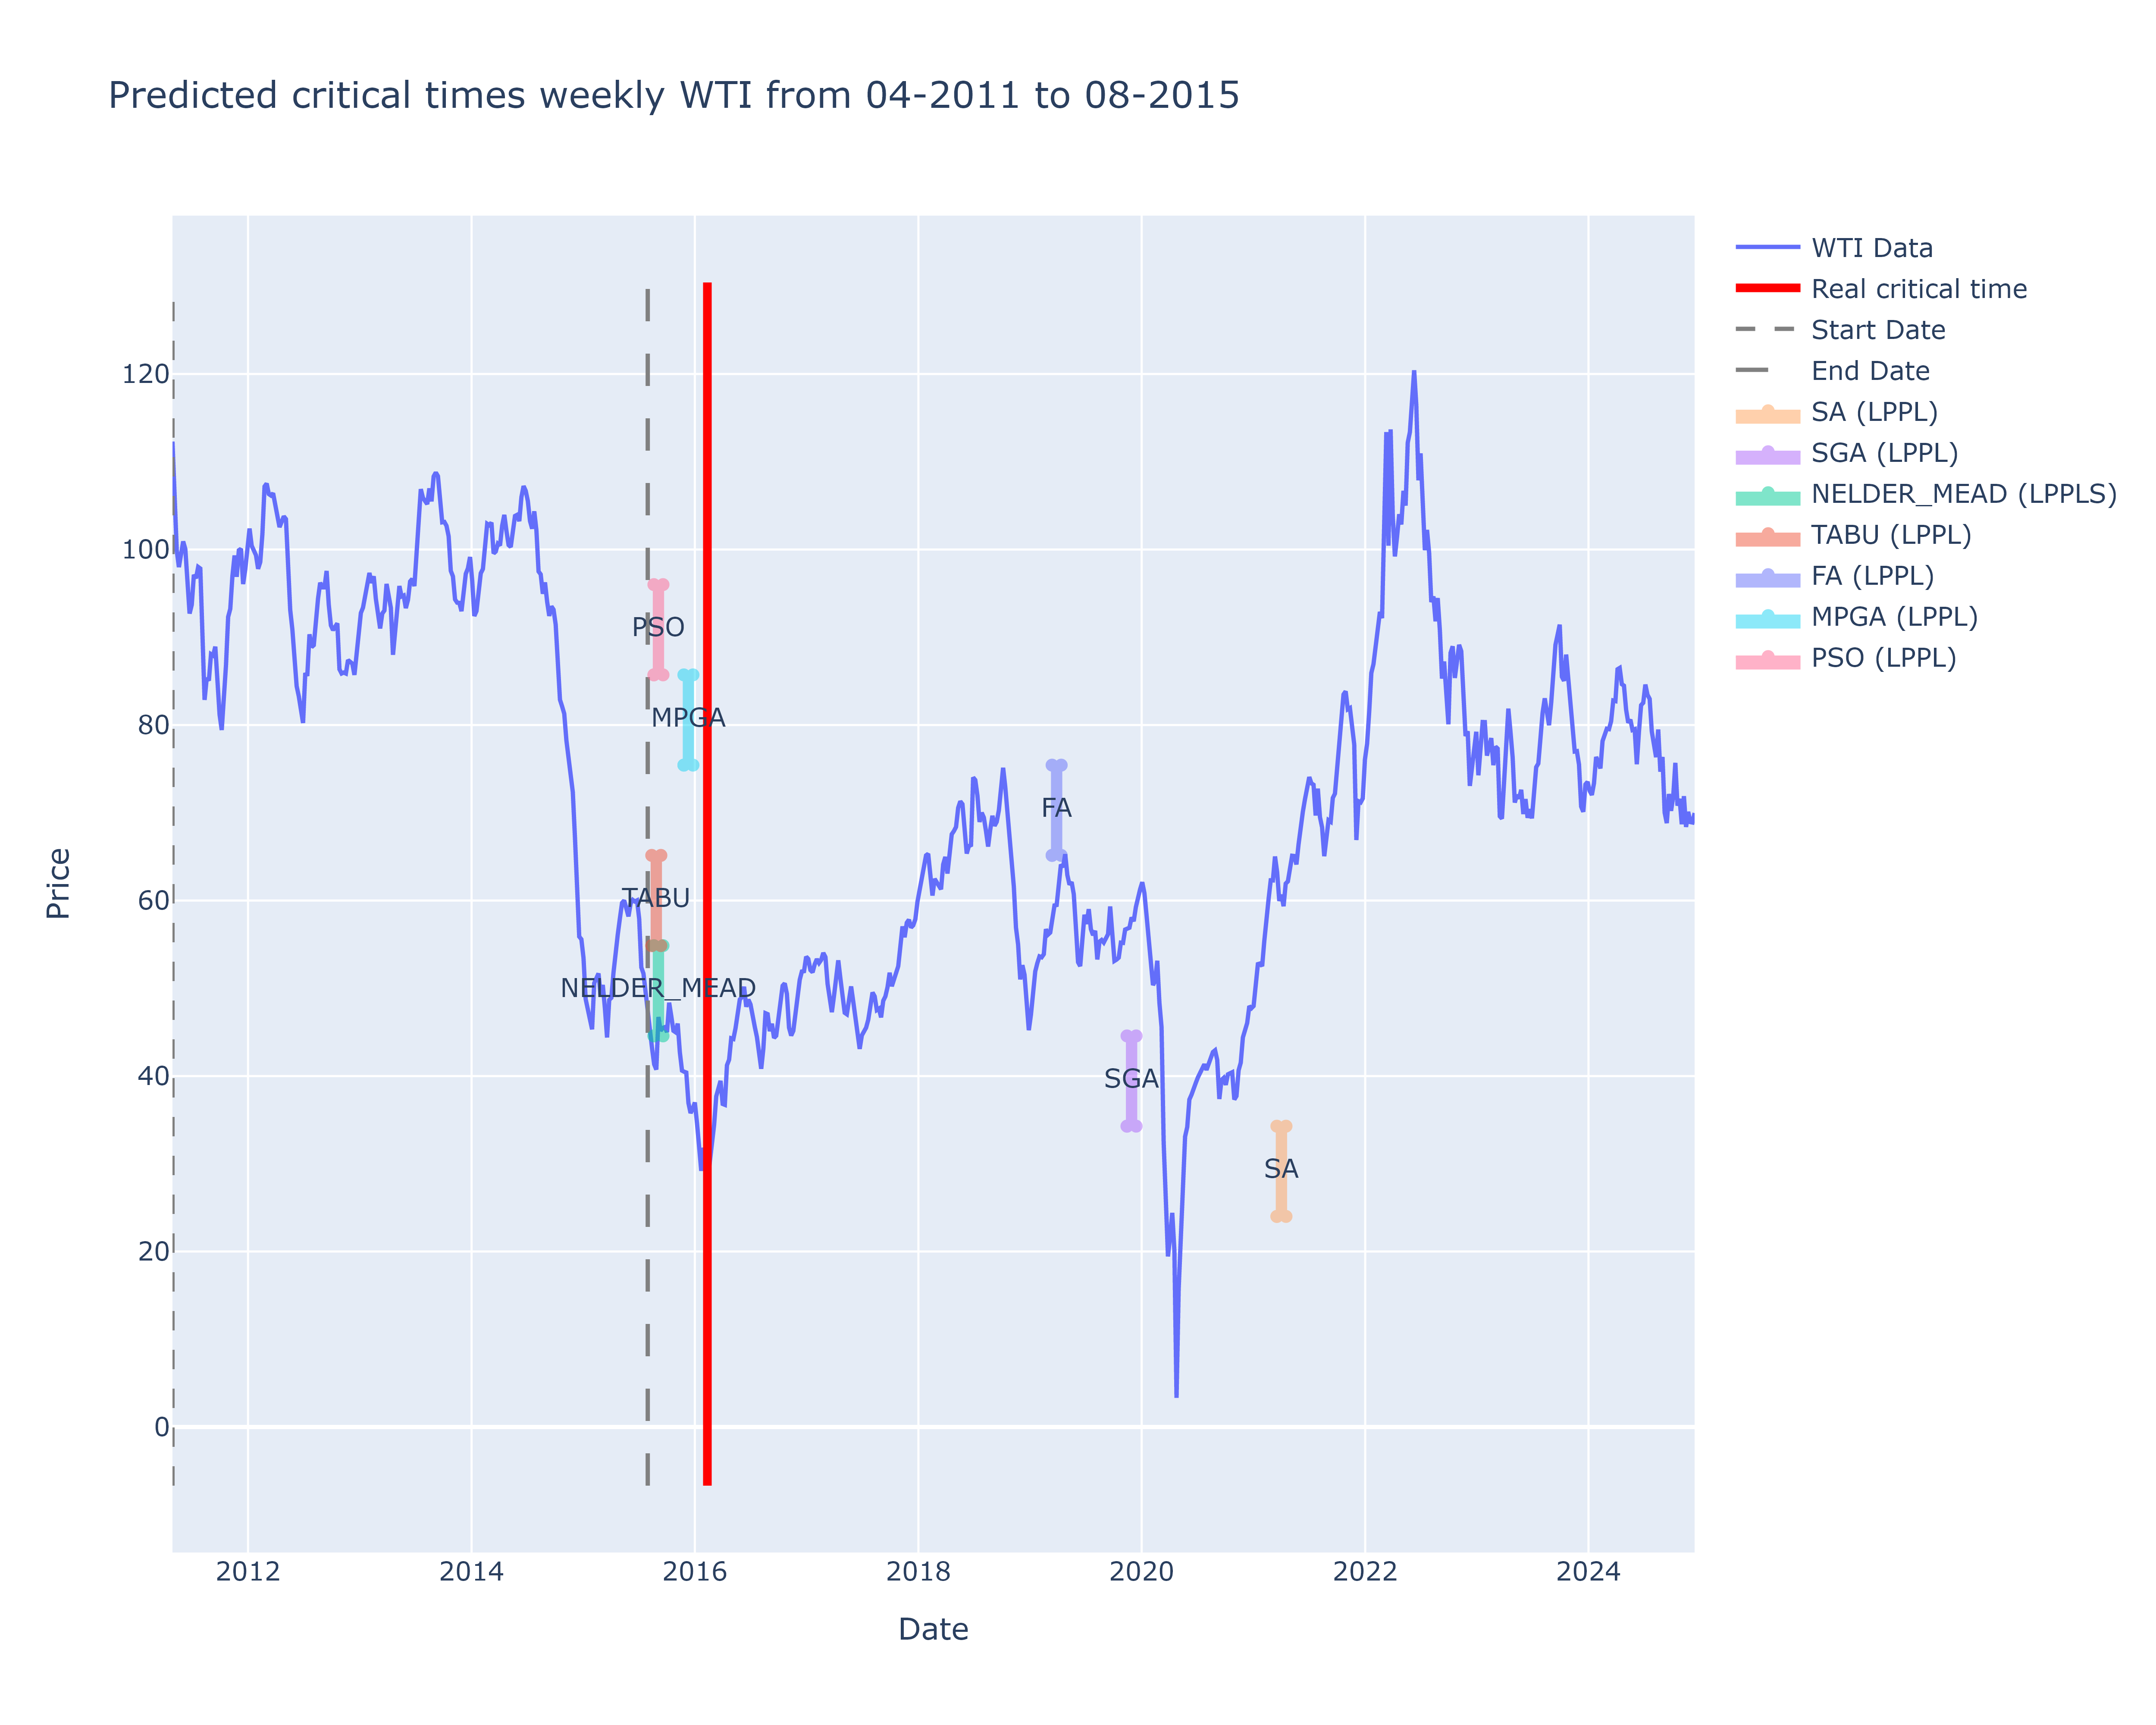 Predicted critical times weekly WTI from 04-2011 to 08-2015
WTI Data
Real critical time
Start Date
End Date
SA (LPPL)
SGA (LPPL)
NELDER_MEAD (LPPLS)
TABU (LPPL)
FA (LPPL)
MPGA (LPPL)
PSO (LPPL)
120
100
80
60
40
20
0
Price
PSO
MPGA
FA
TABU
NELDER_MEAD
SGA
SA
2012
2014
2016
2018
2020
2022
2024
Date